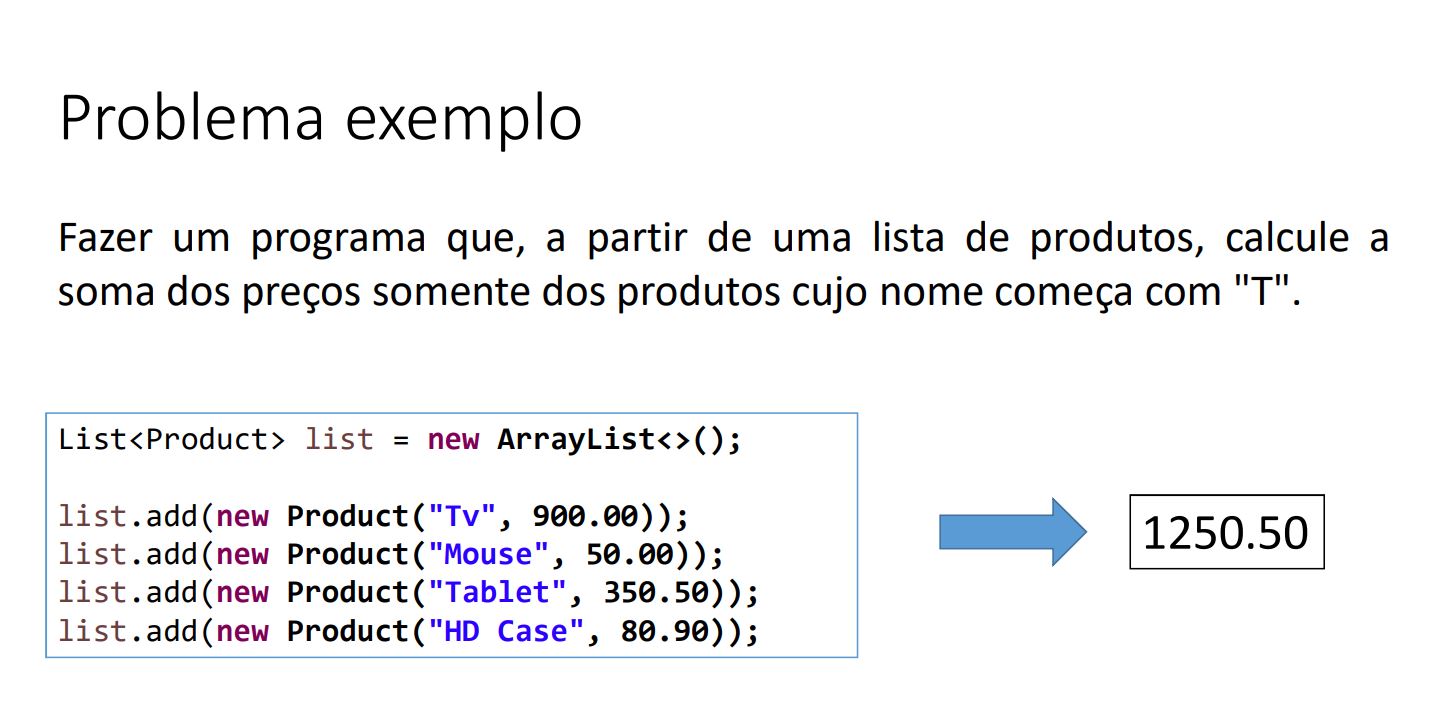 Problema exemplo
Fazer um programa que, a partir de uma lista de produtos, calcule a
soma dos preços somente dos produtos cujo nome começa com "T".
List<Product> list = new ArrayList<>();
list.add(new Product("Tv", 900.00));
list.add(new Product("Mouse", 50.00));
list.add(new Product("Tablet", 350.50));
list.add(new Product("HD Case", 80.90));
1250.50